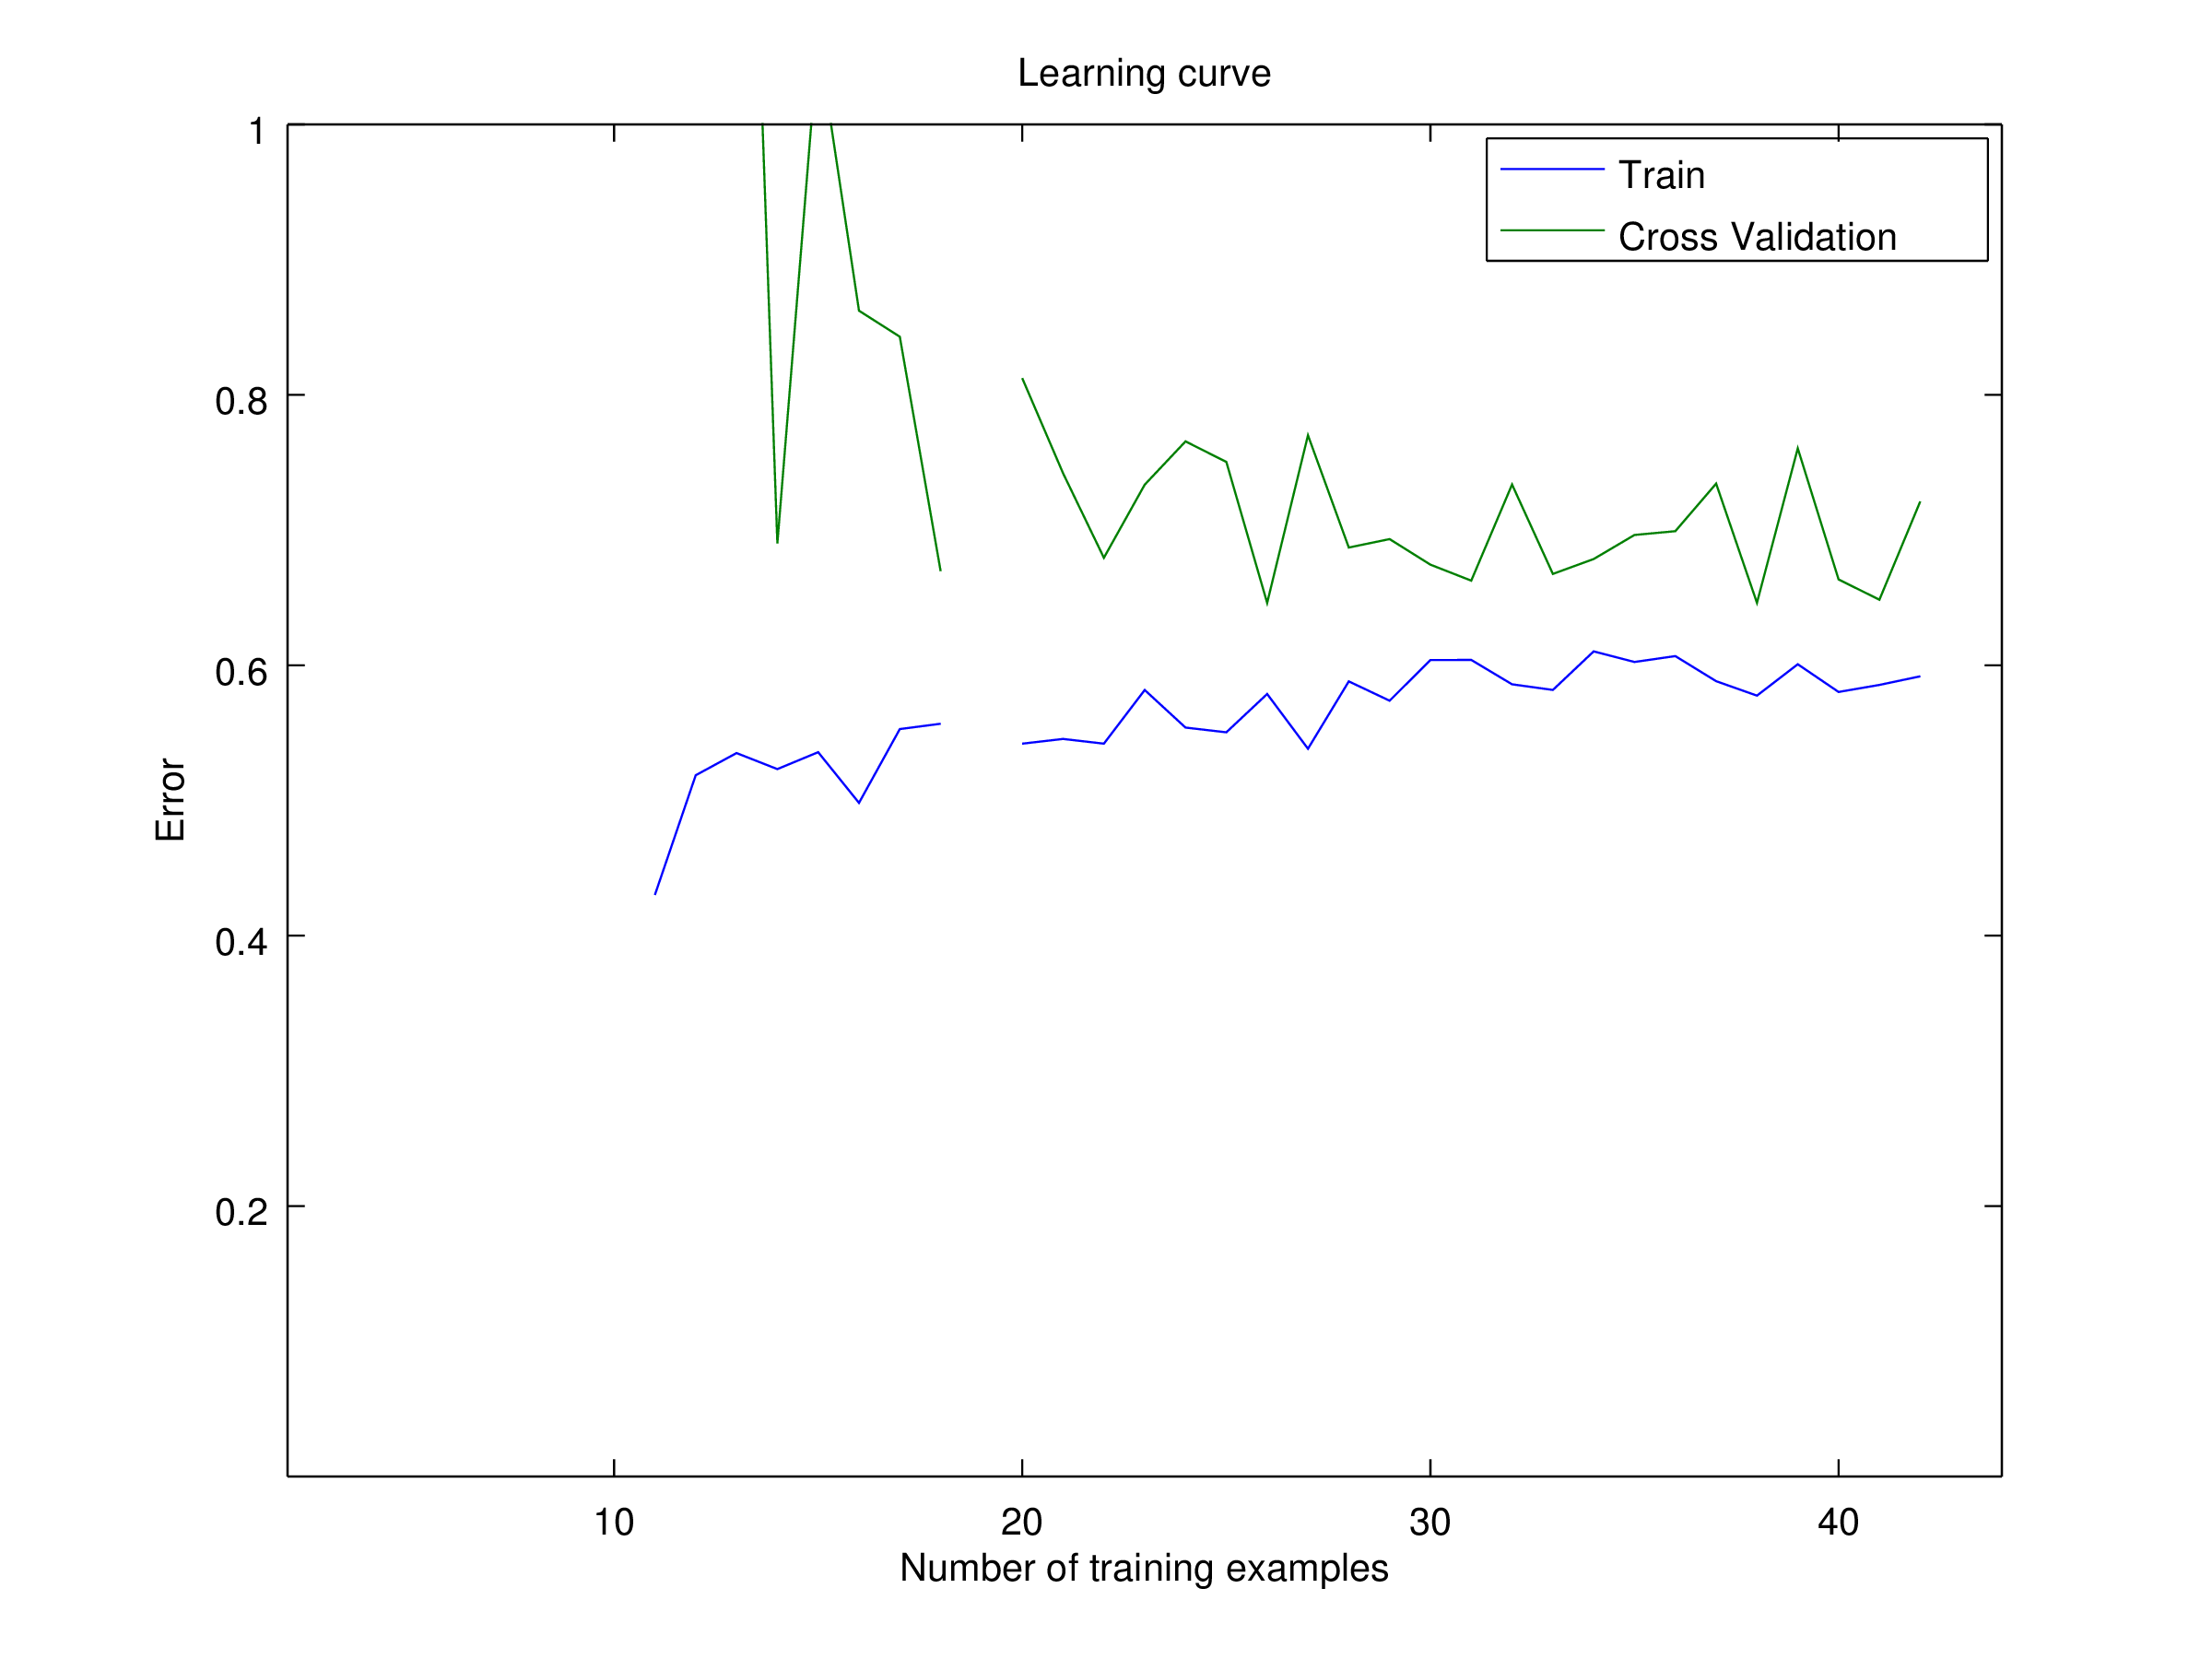 Learning curve
1
0.8
0.6
0.4
0.2
Error
Train
Cross Validation
10 20 30 40
Number of training examples